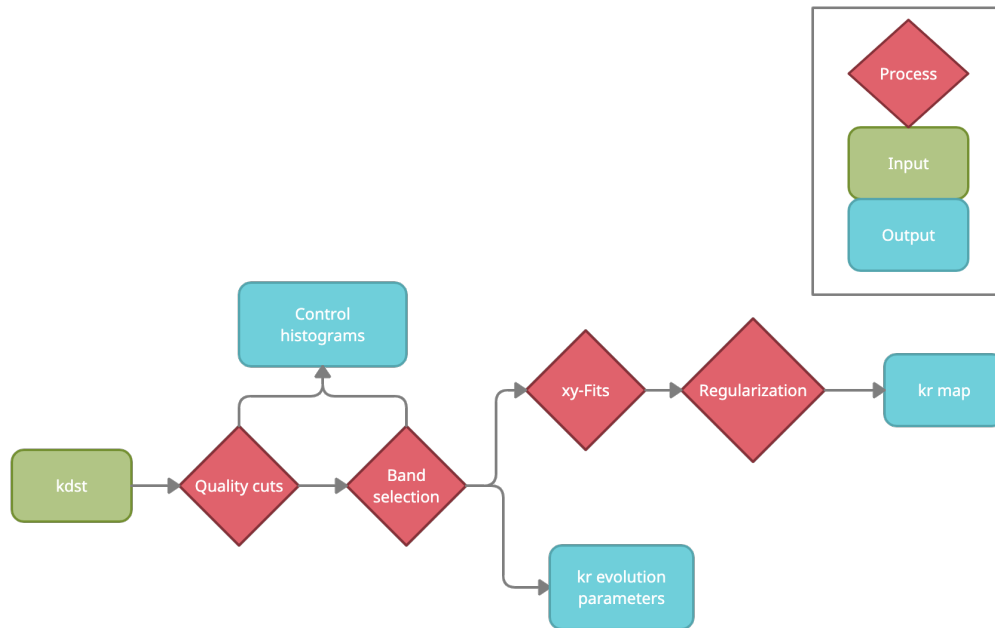 Process
Input
Output
Control
histograms
xy-Fits
Regularization
kr map
kdst
Quality cuts
Band
selection
kr evolution
parameters